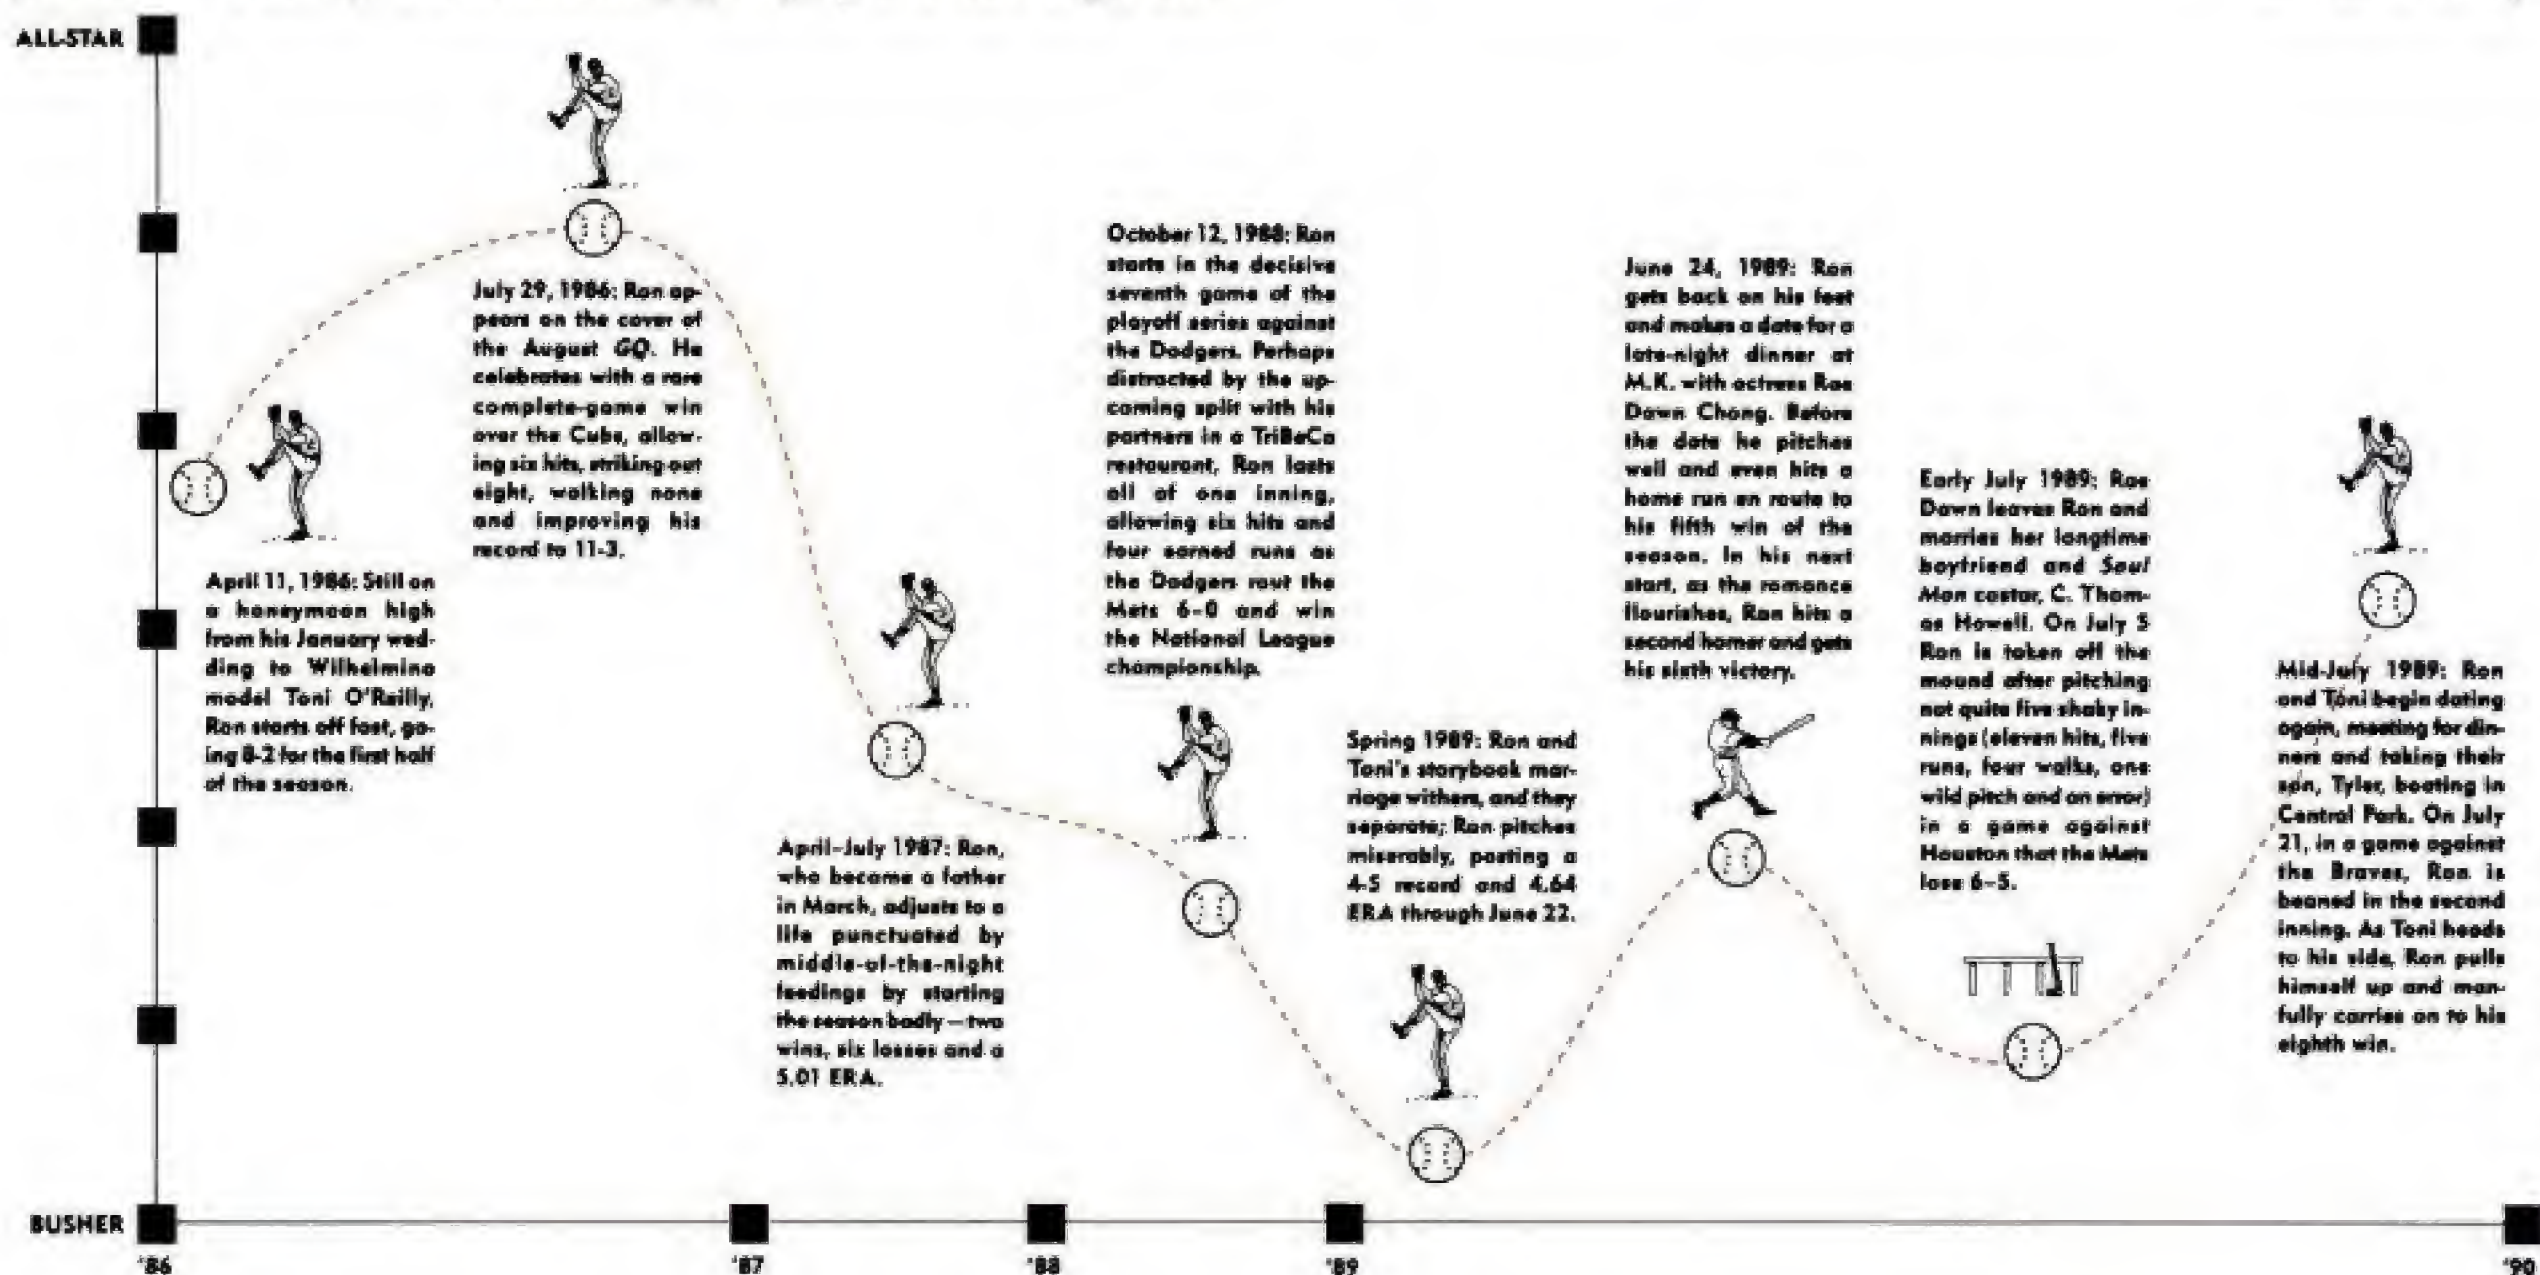 ALL-STAR
April 11, 1986: Still on
a honeymoon high
from his January wed-
ding to Wilhelmina
model Toni O'Reilly,
Ron starts off fast, go-
ing 8-2 for the first half
of the season.
July 29, 1986: Ron ap-
pears on the cover of
the August GQ. He
celebrates with a rare
complete-game win
over the Cubs, allow-
ing six hits, striking out
eight, walking none
and improving his
record to 11-3.
April–July 1987: Ron,
who became a father
in March, adjusts to a
life punctuated by
middle-of-the-night
feedings by starting
the season badly—two
wins, six losses and a
5.01 ERA.
October 12, 1988: Ron
starts in the decisive
seventh game of the
playoff series against
the Dodgers. Perhaps
distracted by the up-
coming split with his
partners in a TriBeCa
restaurant, Ron lasts
all of one inning,
allowing six hits and
four earned runs as
the Dodgers rout the
Mets 6–0 and win
the National League
championship.
Spring 1989: Ron and
Toni's storybook mar-
riage withers, and they
separate; Ron pitches
miserably, posting a
4-5 record and 4.64
ERA through June 22.
June 24, 1989: Ron
gets back on his feet
and makes a date for a
late-night dinner at
M.K. with actress Rae
Dawn Chong. Before
the date he pitches
well and even hits a
home run en route to
his fifth win of the
season. In his next
start, as the romance
flourishes, Ron hits a
second homer and gets
his sixth victory.
Early July 1989: Rae
Dawn leaves Ron and
marries her longtime
boyfriend and Soul
Man costar, C. Thom-
as Howell. On July 5
Ron is taken off the
mound after pitching
not quite five shaky in-
nings (eleven hits, five
runs, four walks, one
wild pitch and an error)
in a game against
Houston that the Mets
lose 6–5.
Mid-July 1989: Ron
and Toni begin dating
again, meeting for din-
ners and taking their
son, Tyler, boating in
Central Park. On July
21, in a game against
the Braves, Ron is
beaned in the second
inning. As Toni heads
to his side, Ron pulls
himself up and man-
fully carries on to his
eighth win.
BUSHER
'86
'87
'88
'89
'90